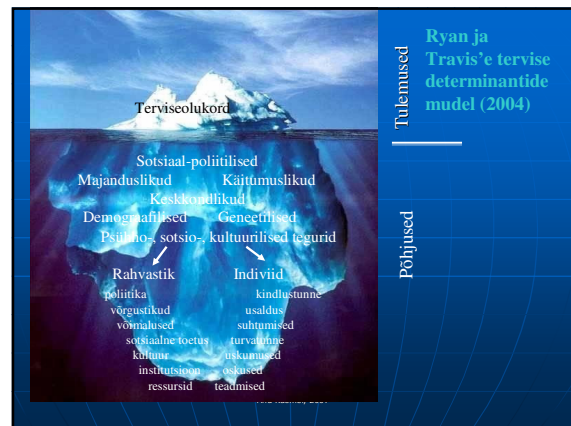 Ryan ja
Travis’e tervise
determinantide
mudel (2004)
Tulemused
Põhjused
Terviseolukord
Sotsiaal-poliitilised
Majanduslikud Käitumuslikud
Keskkondlikud
Demograafilised Geneetilised
Psühho-, sotsio-, kultuurilised tegurid
Rahvastik Indiviid
poliitika kindlustunne
võrgustikud usaldus
võimalused suhtumised
sotsiaalne toetus turvatunne
kultuur uskumused
institutsioon oskused
ressursid teadmised